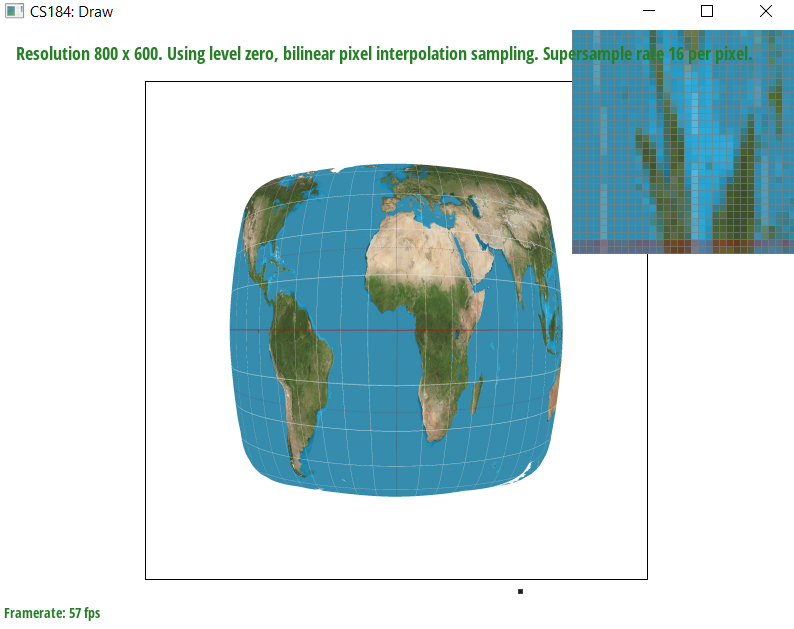 CS184: Draw
Resolution 800 x 600. Using level zero, bilinear pixel interpolation sampling. Supersample rate 16 per pixel.
Framerate: 57 fps